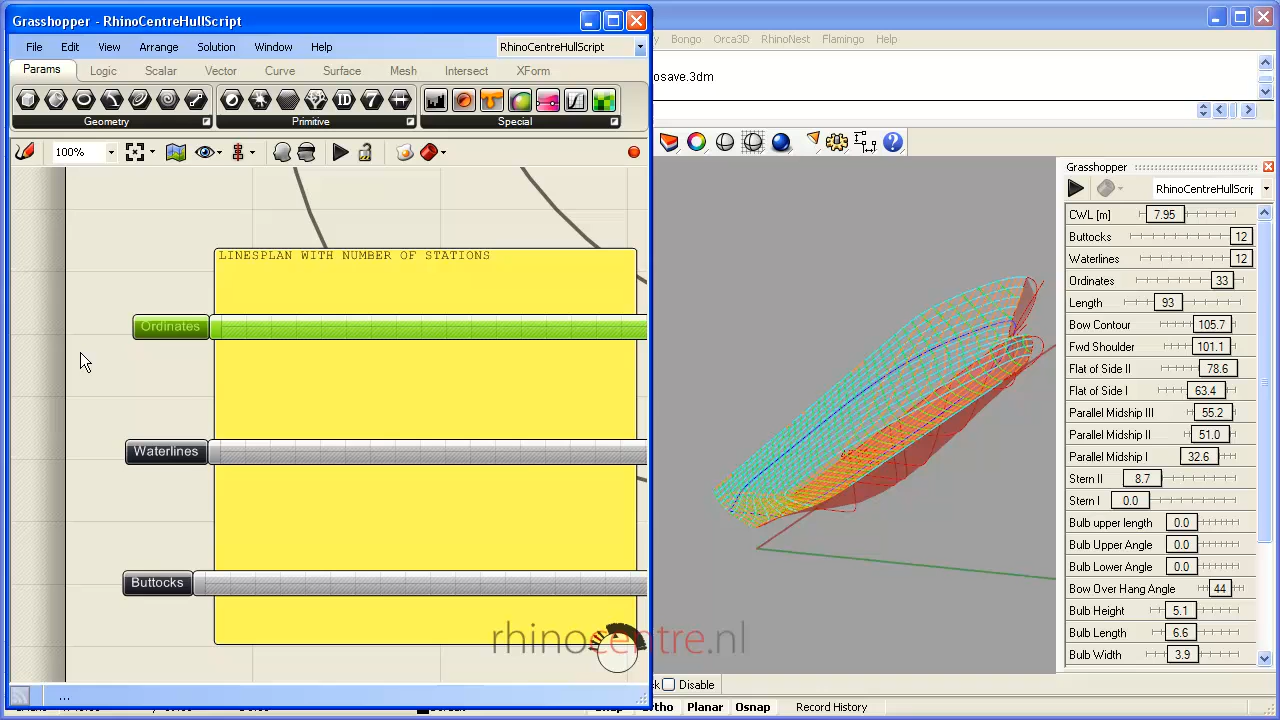 Grasshopper - RhinoCentreHullScript
File Edit View Arrange Solution Window Help
RhinoCentreHullScript
Params Logic Scalar Vector Curve Surface Mesh Intersect XForm
ID 7
Geometry Primitive Special
100%
LINESPLAN WITH NUMBER OF STATIONS
Ordinates
Waterlines
Buttocks
...
Bongo Orca3D RhinoNest Flamingo Help
osave.3dm
Grasshopper
RhinoCentreHullScrip
CWL [m] 7.95
Buttocks 12
Waterlines 12
Ordinates 33
Length 93
Bow Contour 105.7
Fwd Shoulder 101.1
Flat of Side II 78.6
Flat of Side I 63.4
Parallel Midship III 55.2
Parallel Midship II 51.0
Parallel Midship I 32.6
Stern II 8.7
Stern I 0.0
Bulb upper length 0.0
Bulb Upper Angle 0.0
Bulb Lower Angle 0.0
Bow Over Hang Angle 44
Bulb Height 5.1
Bulb Length 6.6
Bulb Width 3.9
rhinocentre.nl
Disable
Ortho Planar Osnap Record History